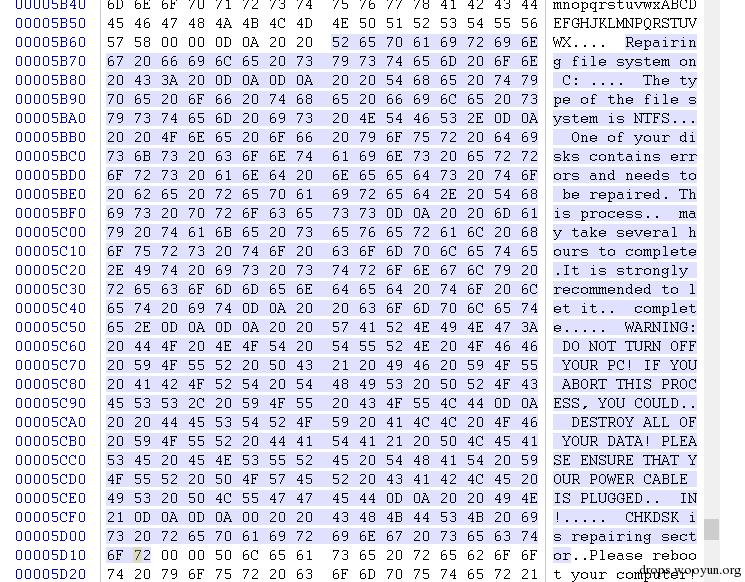 00005B40 6D 6E 6F 70 71 72 73 74 75 76 77 78 41 42 43 44 mnopqrstuvwxABCD
00005B50 45 46 47 48 4A 4B 4C 4D 4E 50 51 52 53 54 55 56 EFGHJKLMNPQRSTUV
00005B60 57 58 00 00 0D 0A 20 20 52 65 70 61 69 72 69 6E WX....  Repairin
00005B70 67 20 66 69 6C 65 20 73 79 73 74 65 6D 20 6F 6E g file system on
00005B80 20 43 3A 20 0D 0A 0D 0A 20 20 54 68 65 20 74 79 C: ....  The ty
00005B90 70 65 20 6F 66 20 74 68 65 20 66 69 6C 65 20 73 pe of the file s
00005BA0 79 73 74 65 6D 20 69 73 20 4E 54 46 53 2E 0D 0A ystem is NTFS...
00005BB0 20 20 4F 6E 65 20 6F 66 20 79 6F 75 72 20 64 69 One of your di
00005BC0 73 6B 73 20 63 6F 6E 74 61 69 6E 73 20 65 72 72 sks contains err
00005BD0 6F 72 73 20 61 6E 64 20 6E 65 65 64 73 20 74 6F ors and needs to
00005BE0 20 62 65 20 72 65 70 61 69 72 65 64 2E 20 54 68 be repaired. Th
00005BF0 69 73 20 70 72 6F 63 65 73 73 0D 0A 20 20 6D 61 is process..  ma
00005C00 79 20 74 61 6B 65 20 73 65 76 65 72 61 6C 20 68 y take several h
00005C10 6F 75 72 73 20 74 6F 20 63 6F 6D 70 6C 65 74 65 ours to complete
00005C20 2E 49 74 20 69 73 20 73 74 72 6F 6E 67 6C 79 20 .It is strongly
00005C30 72 65 63 6F 6D 6D 65 6E 64 65 64 20 74 6F 20 6C recommended to l
00005C40 65 74 20 69 74 0D 0A 20 20 63 6F 6D 70 6C 65 74 et it..  complet
00005C50 65 2E 0D 0A 0D 0A 20 20 57 41 52 4E 49 4E 47 3A e.....  WARNING:
00005C60 20 44 4F 20 4E 4F 54 20 54 55 52 4E 20 4F 46 46 DO NOT TURN OFF
00005C70 20 59 4F 55 52 20 50 43 21 20 49 46 20 59 4F 55 YOUR PC! IF YOU
00005C80 20 41 42 4F 52 54 20 54 48 49 53 20 50 52 4F 43 ABORT THIS PROC
00005C90 45 53 53 2C 20 59 4F 55 20 43 4F 55 4C 44 0D 0A ESS, YOU COULD..
00005CA0 20 20 44 45 53 54 52 4F 59 20 41 4C 4C 20 4F 46 DESTROY ALL OF
00005CB0 20 59 4F 55 52 20 44 41 54 41 21 20 50 4C 45 41 YOUR DATA! PLEA
00005CC0 53 45 20 45 4E 53 55 52 45 20 54 48 41 54 20 59 SE ENSURE THAT Y
00005CD0 4F 55 52 20 50 4F 57 45 52 20 43 41 42 4C 45 20 OUR POWER CABLE
00005CE0 49 53 20 50 4C 55 47 47 45 44 0D 0A 20 20 49 4E IS PLUGGED..  IN
00005CF0 21 0D 0A 0D 0A 00 20 20 43 48 4B 44 53 4B 20 69 !.....  CHKDSK i
00005D00 73 20 72 65 70 61 69 72 69 6E 67 20 73 65 63 74 s repairing sect
00005D10 6F 72 00 00 50 6C 65 61 73 65 20 72 65 62 6F 6F or..Please reboo
00005D20 74 20 79 6F 75 72 20 63 6F 6D 70 75 74 65 72 21 t your computer!
drops.wooyun.org